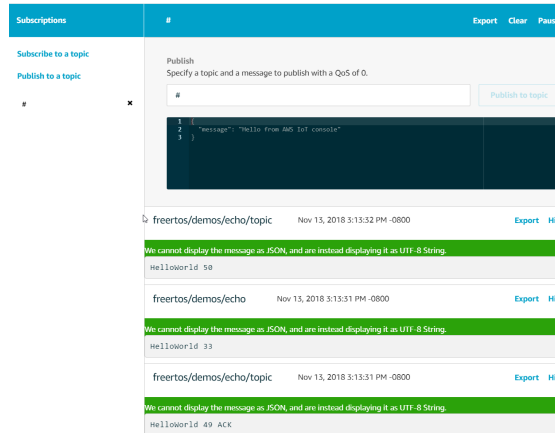 Subscriptions
#
Export Clear
Subscribe to a topic
Publish to a topic
#
Publish
Specify a topic and a message to publish with a QoS of 0.
#
Publish to topic
1 {
2 "message": "Hello from AWS IoT console"
3 }
freertos/demos/echo/topic Nov 13, 2018 3:13:32 PM -0800 Export
We cannot display the message as JSON, and are instead displaying it as UTF-8 String.
HelloWorld 50
freertos/demos/echo Nov 13, 2018 3:13:31 PM -0800 Export
We cannot display the message as JSON, and are instead displaying it as UTF-8 String.
HelloWorld 33
freertos/demos/echo/topic Nov 13, 2018 3:13:31 PM -0800 Export
We cannot display the message as JSON, and are instead displaying it as UTF-8 String.
HelloWorld 49 ACK